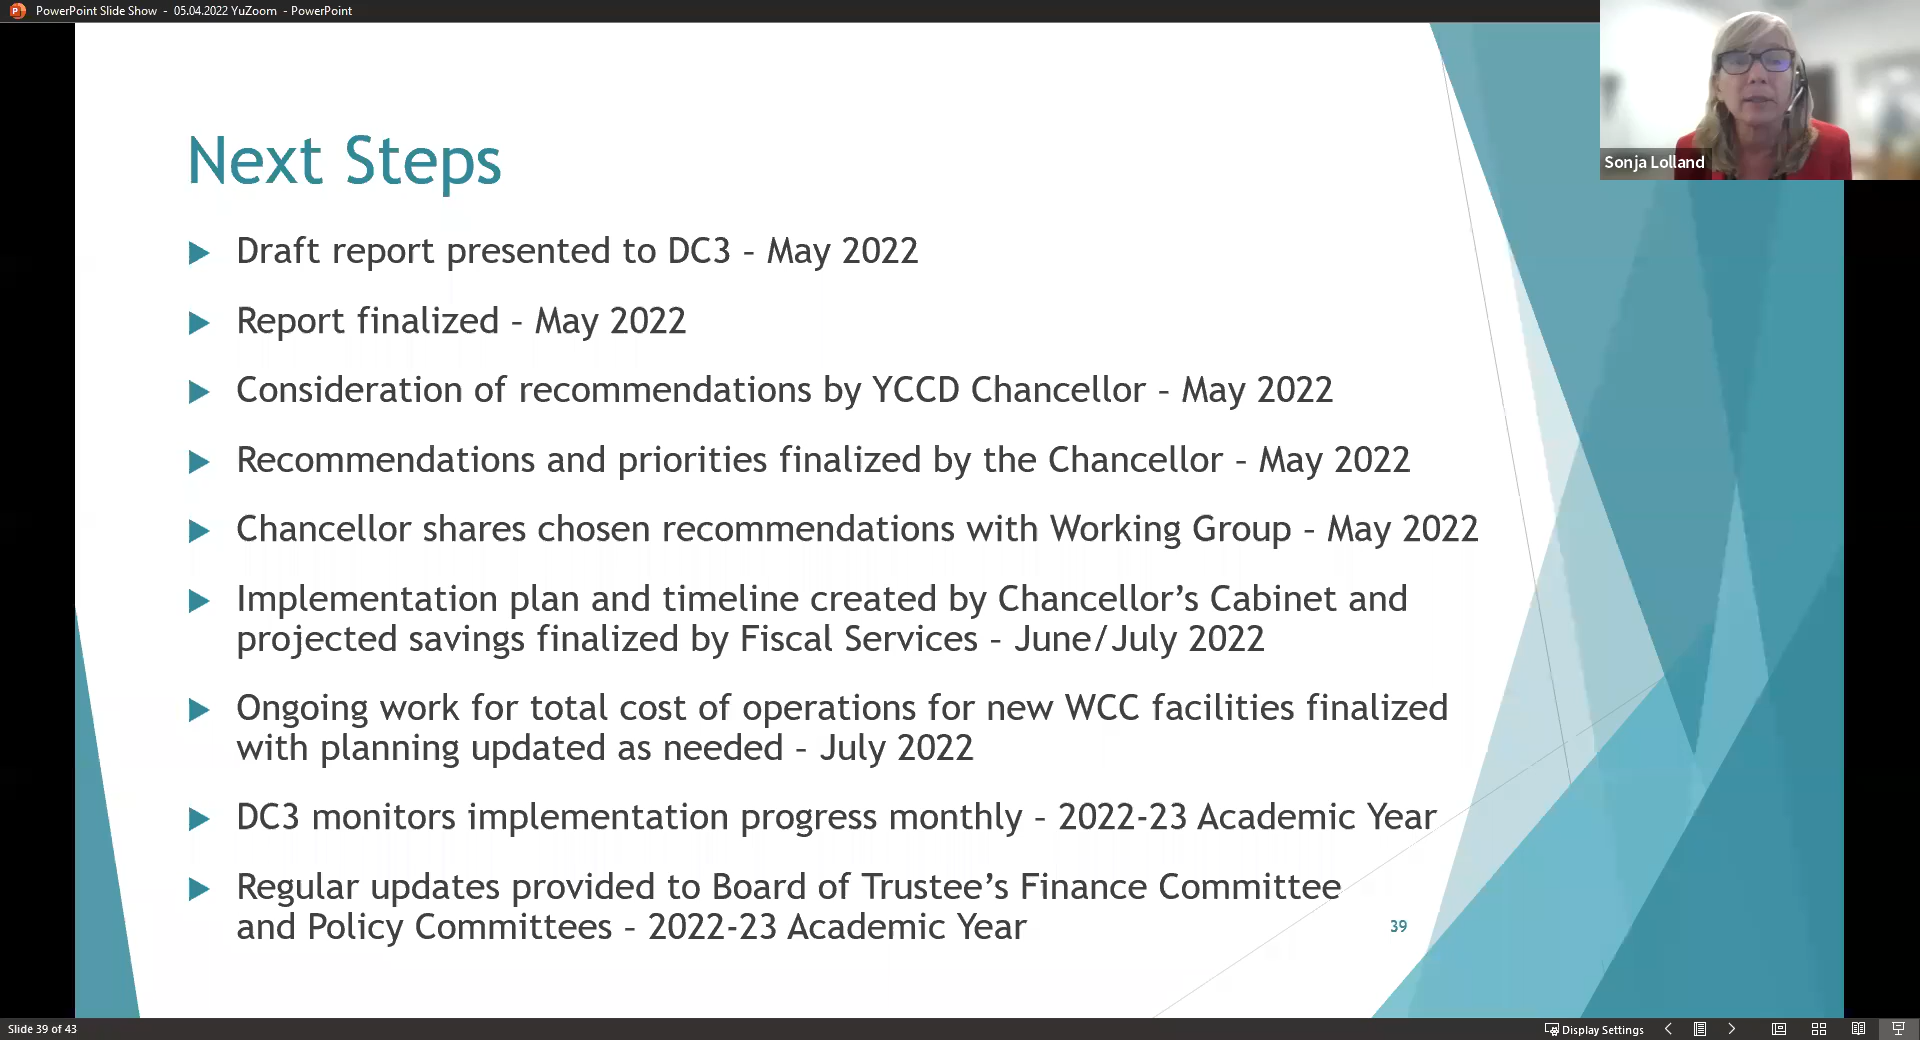 PowerPoint Slide Show - 05.04.2022 YuZoom - PowerPoint
Sonja Lolland
Next Steps
Draft report presented to DC3 – May 2022
Report finalized – May 2022
Consideration of recommendations by YCCD Chancellor – May 2022
Recommendations and priorities finalized by the Chancellor – May 2022
Chancellor shares chosen recommendations with Working Group – May 2022
Implementation plan and timeline created by Chancellor’s Cabinet and
projected savings finalized by Fiscal Services – June/July 2022
Ongoing work for total cost of operations for new WCC facilities finalized
with planning updated as needed – July 2022
DC3 monitors implementation progress monthly – 2022-23 Academic Year
Regular updates provided to Board of Trustee’s Finance Committee
and Policy Committees – 2022-23 Academic Year
39
Slide 39 of 43
Display Settings